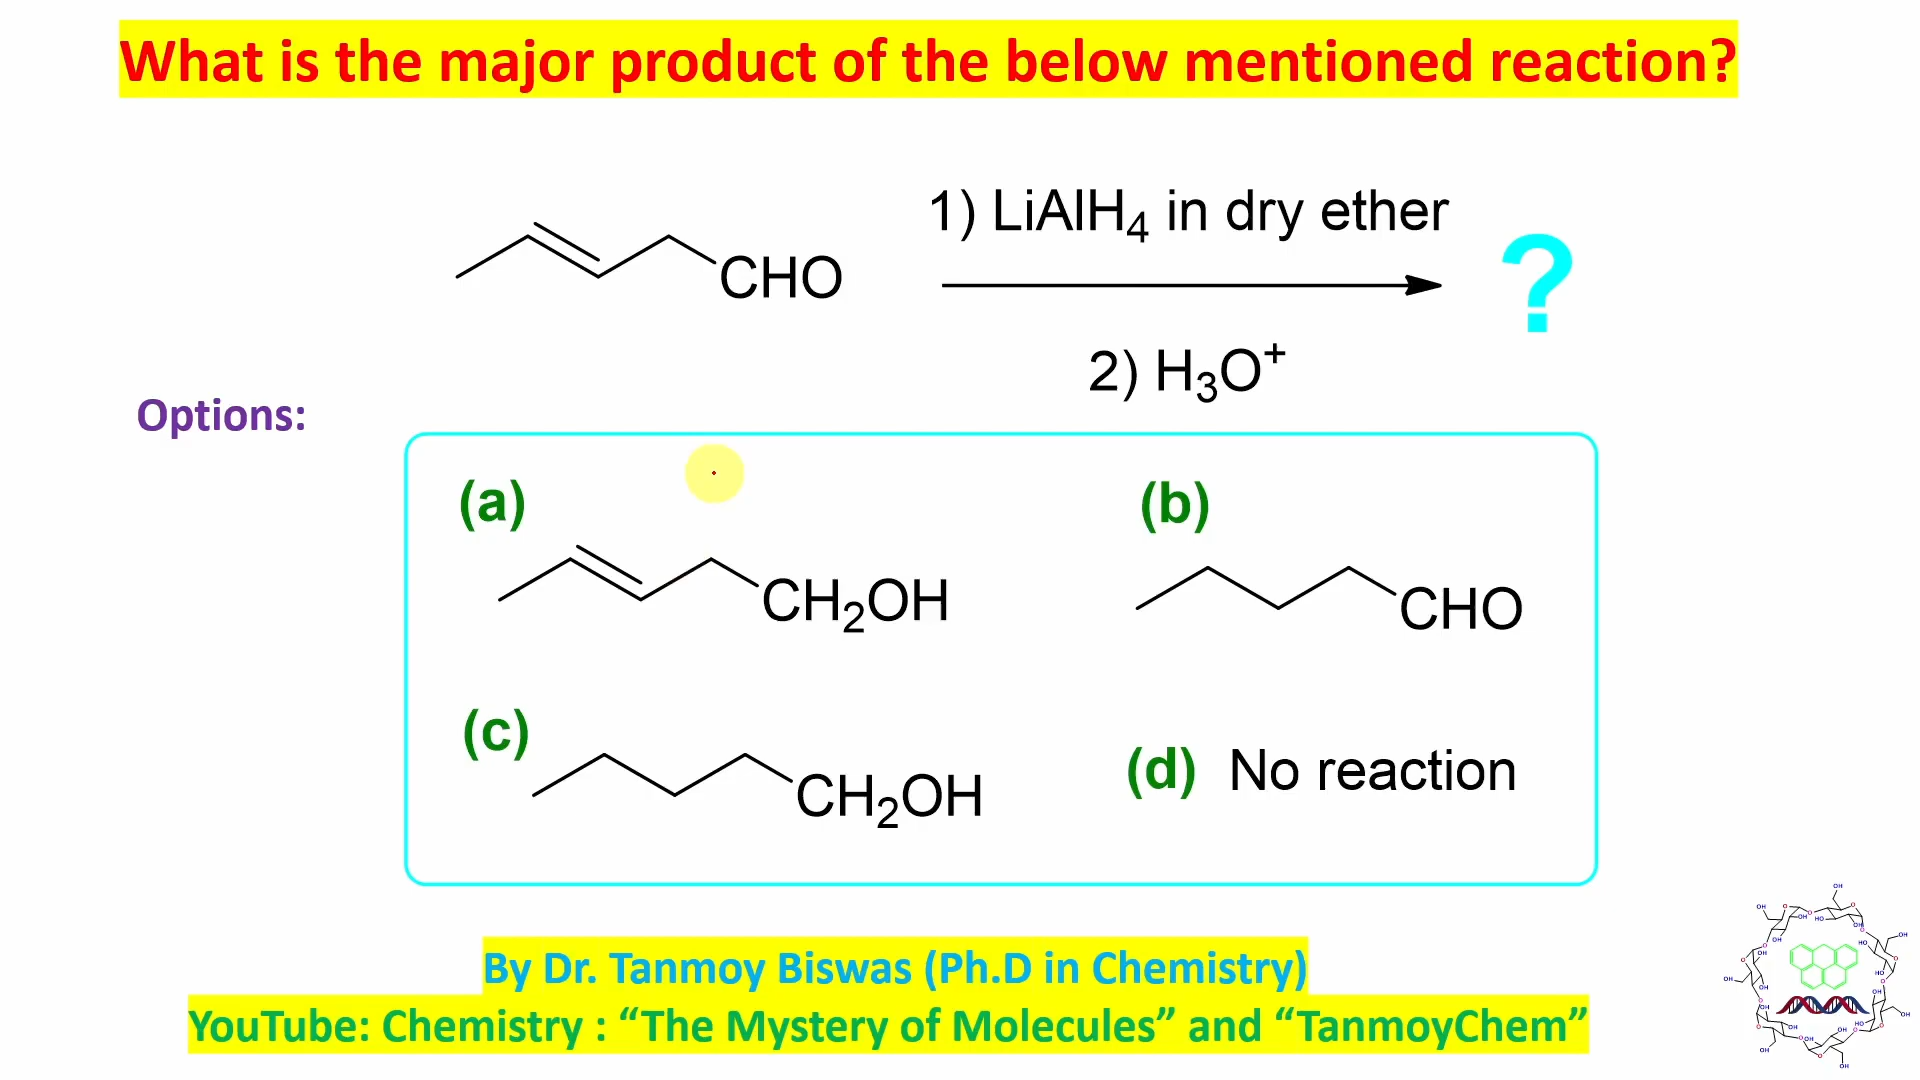 What is the major product of the below mentioned reaction?
1) LiAlH₄ in dry ether
CHO
?
2) H₃O⁺
Options:
(a)
(b)
CH₂OH
CHO
(c)
(d) No reaction
CH₂OH
By Dr. Tanmoy Biswas (Ph.D in Chemistry)
YouTube: Chemistry : “The Mystery of Molecules” and “TanmoyChem”